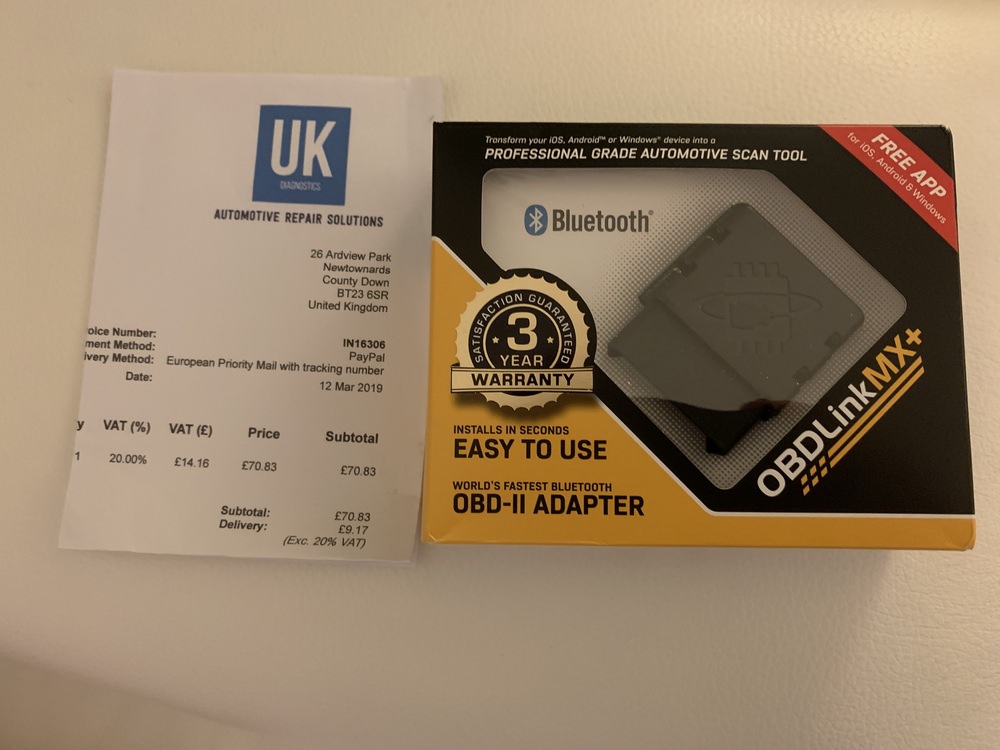 UK
DIAGNOSTICS
AUTOMOTIVE REPAIR SOLUTIONS
26 Ardview Park
Newtownards
County Down
BT23 6SR
United Kingdom
oice Number: IN16306
ment Method: PayPal
ivery Method: European Priority Mail with tracking number
Date: 12 Mar 2019
y VAT (%) VAT (£) Price Subtotal
1 20.00% £14.16 £70.83 £70.83
Subtotal: £70.83
Delivery: £9.17
(Exc. 20% VAT)
Transform your iOS, Android™ or Windows® device into a
PROFESSIONAL GRADE AUTOMOTIVE SCAN TOOL
FREE APP
for iOS, Android & Windows
Bluetooth®
SATISFACTION GUARANTEED
3
YEAR
WARRANTY
INSTALLS IN SECONDS
EASY TO USE
WORLD'S FASTEST BLUETOOTH
OBD-II ADAPTER
OBDLinkMX+